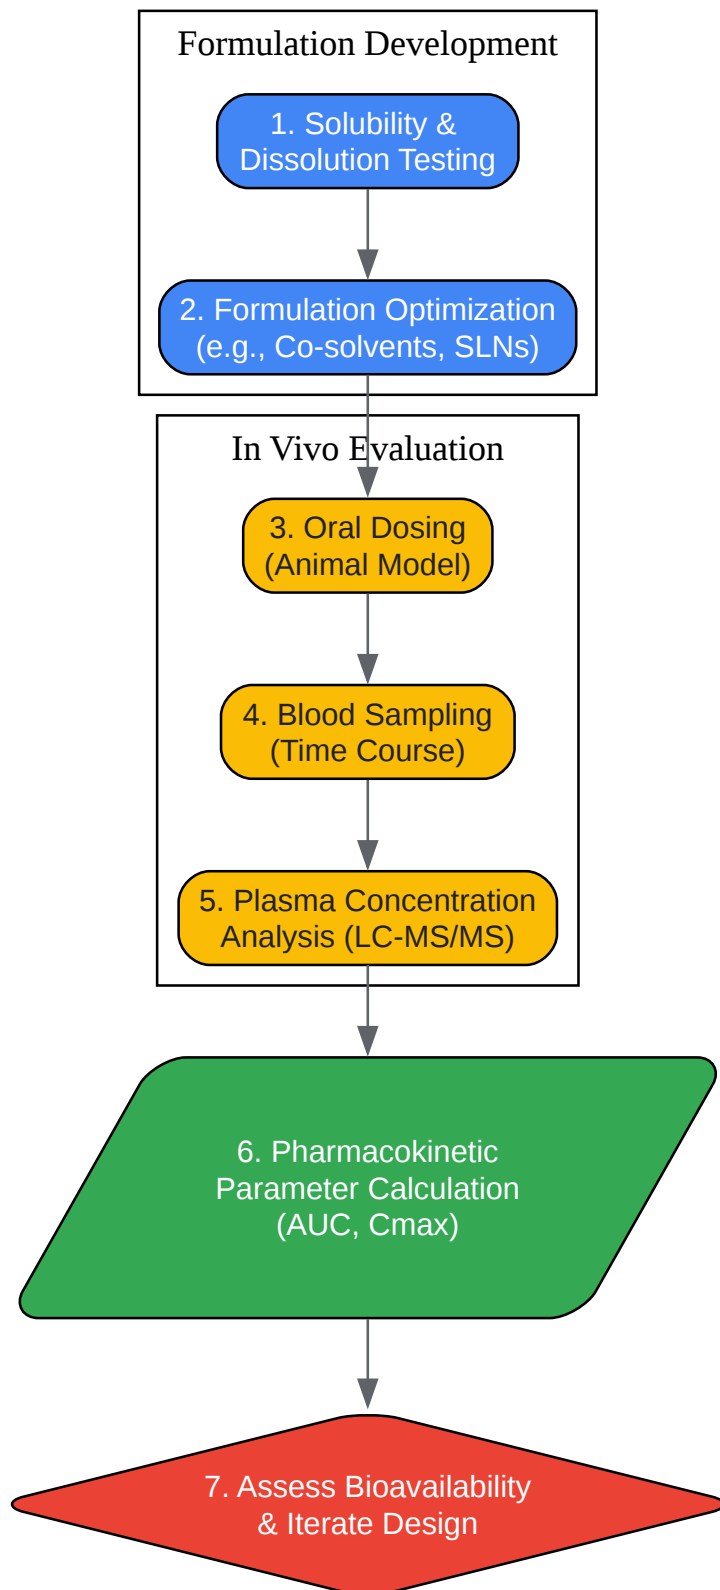 Formulation Development
1. Solubility &
Dissolution Testing
2. Formulation Optimization
(e.g., Co-solvents, SLNs)
In Vivo Evaluation
3. Oral Dosing
(Animal Model)
4. Blood Sampling
(Time Course)
5. Plasma Concentration
Analysis (LC-MS/MS)
6. Pharmacokinetic
Parameter Calculation
(AUC, Cmax)
7. Assess Bioavailability
& Iterate Design